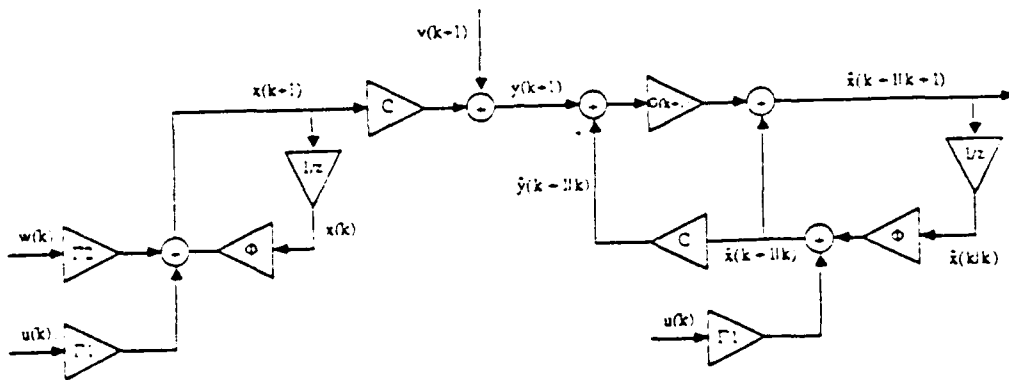 v(k+1)
x(k+1)
C
y(k+1)
G(k+1)
x̂(k+1|k+1)
1/z
1/z
ŷ(k+1|k)
w(k)
Γ2
Φ
x(k)
C
x̂(k+1|k)
Φ
x̂(k|k)
u(k)
Γ1
u(k)
Γ1